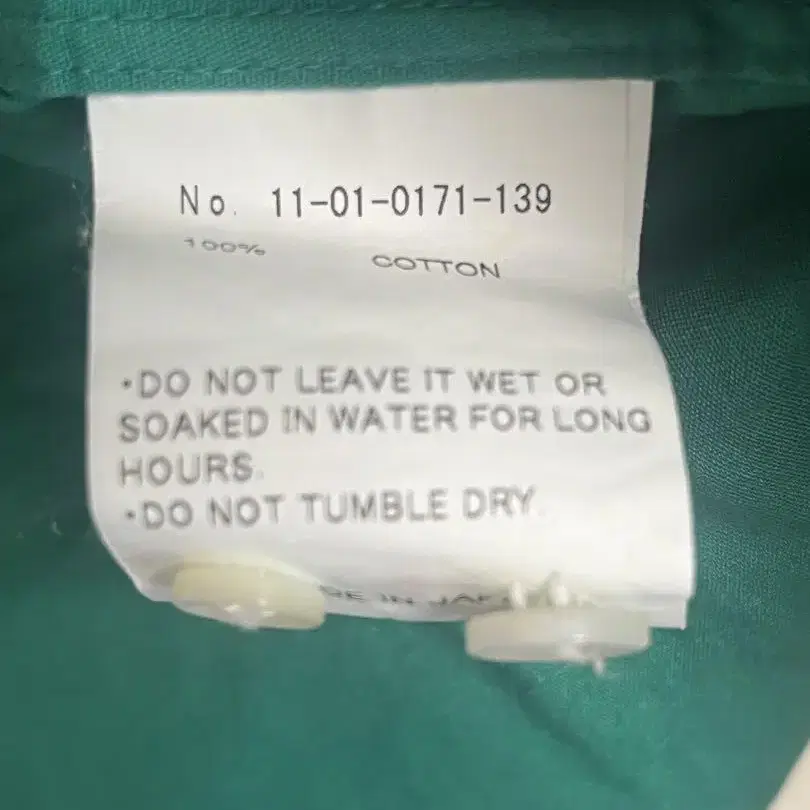 No. 11-01-0171-139
100% COTTON
·DO NOT LEAVE IT WET OR
SOAKED IN WATER FOR LONG
HOURS.
·DO NOT TUMBLE DRY.
IN